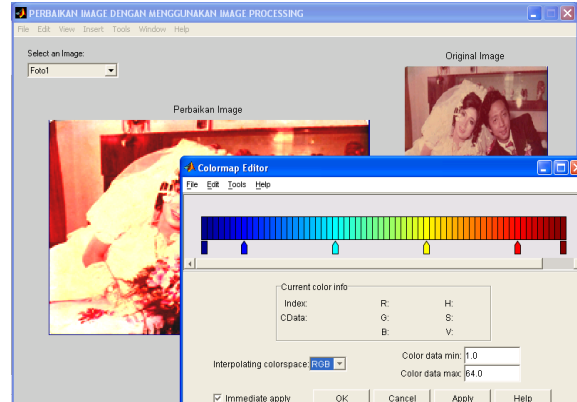 PERBAIKAN IMAGE DENGAN MENGGUNAKAN IMAGE PROCESSING
File Edit View Insert Tools Window Help
Select an Image:
Foto1
Original Image
Perbaikan Image
Colormap Editor
File Edit Tools Help
Current color info
Index: R: H:
CData: G: S:
B: V:
Interpolating colorspace: RGB
Color data min: 1.0
Color data max: 64.0
Immediate apply OK Cancel Apply Help